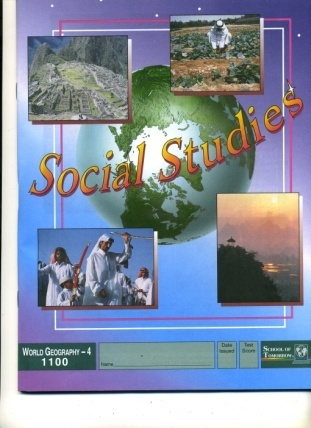 Social Studies
WORLD GEOGRAPHY – 4
1100
Name
Date
Issued
Test
Score
SCHOOL OF
TOMORROW